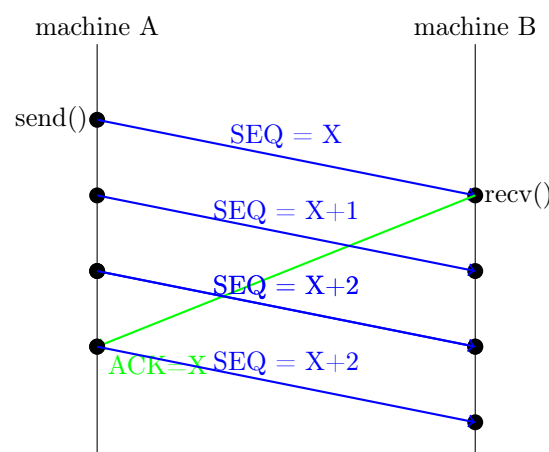 machine A
machine B
send()
SEQ = X
recv()
SEQ = X+1
SEQ = X+2
SEQ = X+2
ACK=X